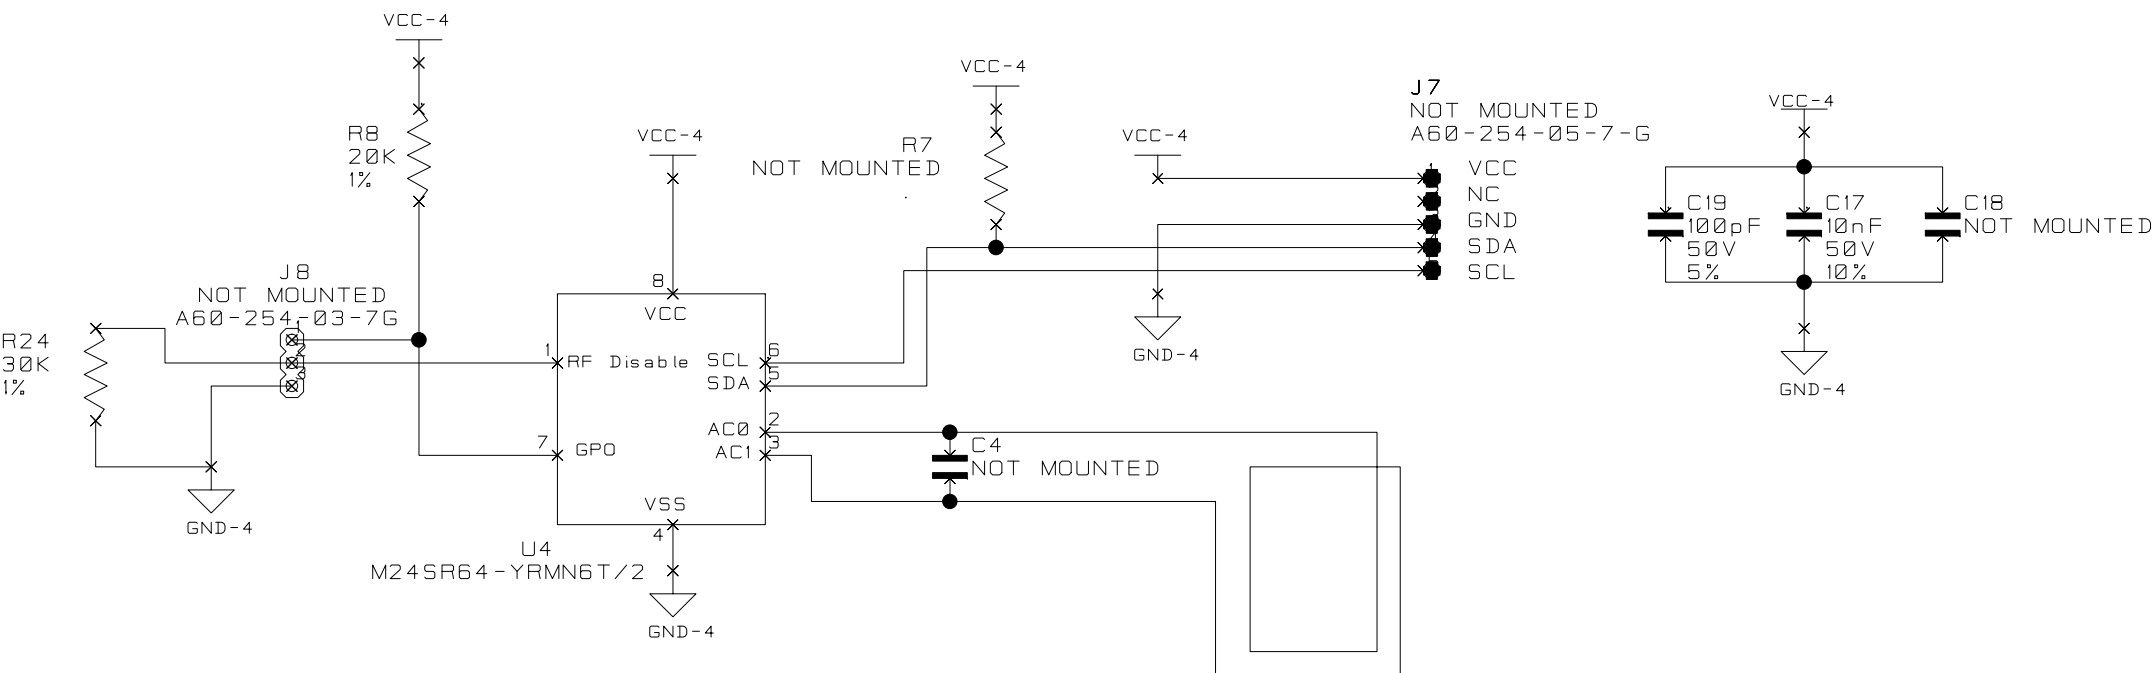 VCC-4
R8
20K
1%
VCC-4
R7
NOT MOUNTED
VCC-4
VCC-4
J7
NOT MOUNTED
A60-254-05-7-G
1
VCC
NC
GND
SDA
SCL
GND-4
VCC-4
C19
100pF
50V
5%
C17
10nF
50V
10%
C18
NOT MOUNTED
GND-4
J8
NOT MOUNTED
A60-254-03-7G
1
2
3
R24
30K
1%
GND-4
8
VCC
1
RF Disable
SCL
6
SDA
5
AC0
2
AC1
3
7
GPO
VSS
4
U4
M24SR64-YRMN6T/2
GND-4
C4
NOT MOUNTED